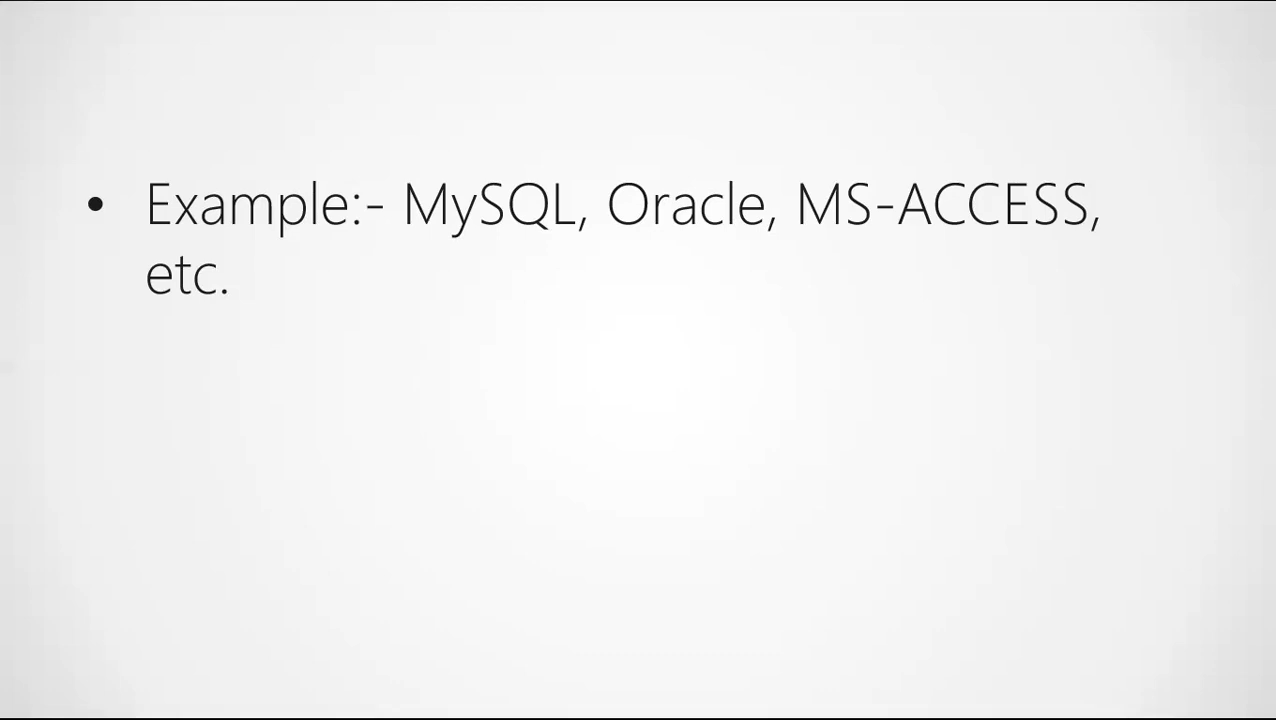 • Example:- MySQL, Oracle, MS-ACCESS,
etc.